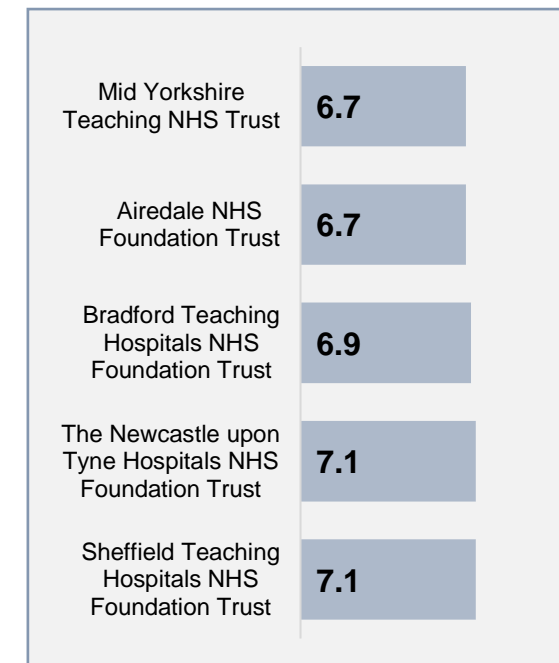 Mid Yorkshire
Teaching NHS Trust
6.7
Airedale NHS
Foundation Trust
6.7
Bradford Teaching
Hospitals NHS
Foundation Trust
6.9
The Newcastle upon
Tyne Hospitals NHS
Foundation Trust
7.1
Sheffield Teaching
Hospitals NHS
Foundation Trust
7.1